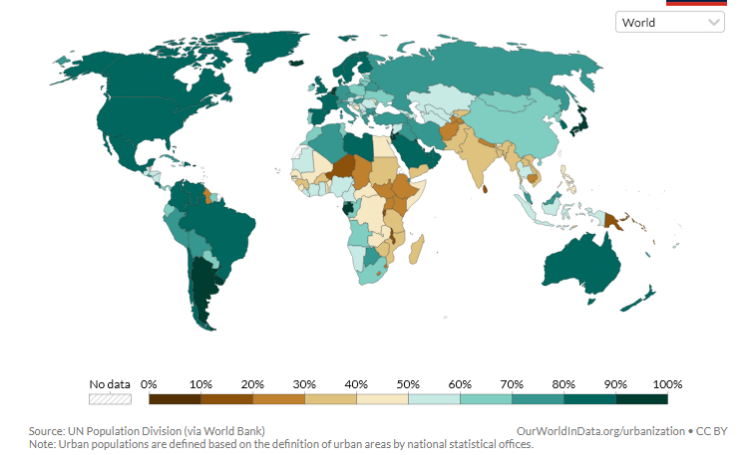 World
No data 0% 10% 20% 30% 40% 50% 60% 70% 80% 90% 100%
Source: UN Population Division (via World Bank) OurWorldInData.org/urbanization • CC BY
Note: Urban populations are defined based on the definition of urban areas by national statistical offices.